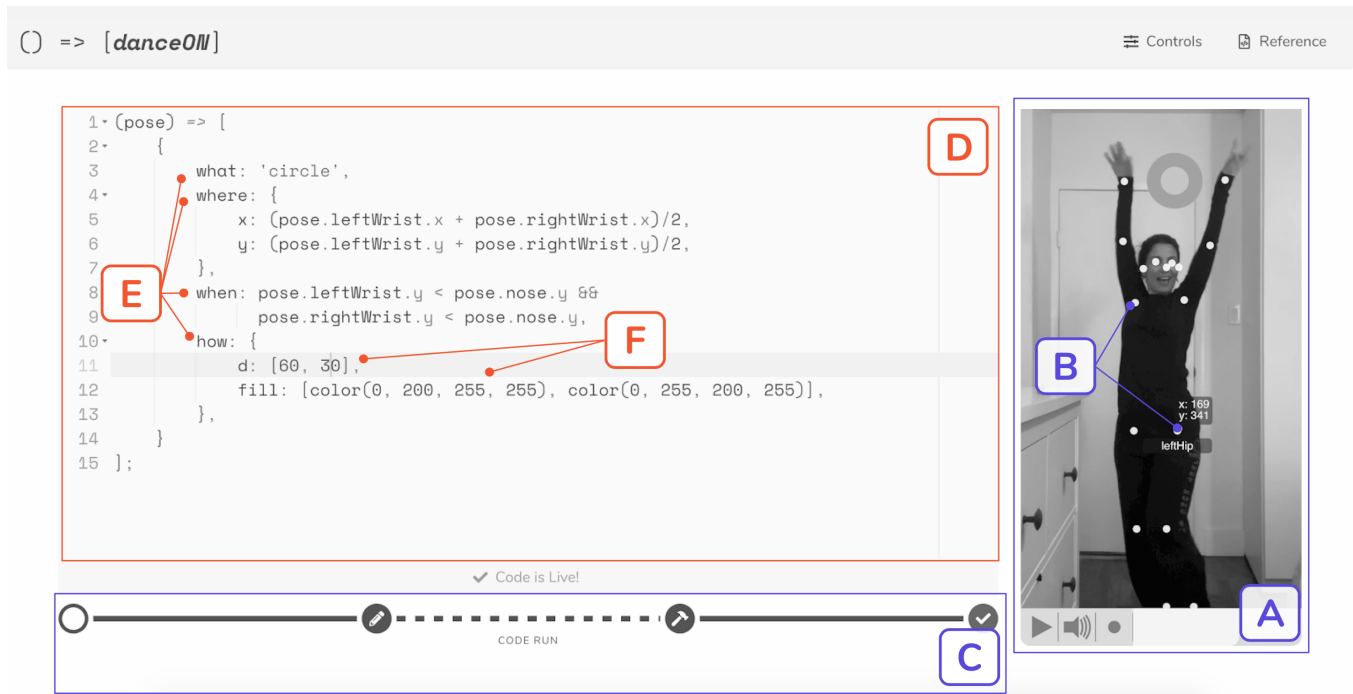 () => [danceON]
Controls
Reference
1 (pose) => [
2 {
3 what: 'circle',
4 where: {
5 x: (pose.leftWrist.x + pose.rightWrist.x)/2,
6 y: (pose.leftWrist.y + pose.rightWrist.y)/2,
7 },
8 when: pose.leftWrist.y < pose.nose.y &&
9 pose.rightWrist.y < pose.nose.y,
10 how: {
11 d: [60, 30],
12 fill: [color(0, 200, 255, 255), color(0, 255, 200, 255)],
13 },
14 }
15 ];
D
E
F
Code is Live!
CODE RUN
C
B
x: 169
y: 341
leftHip
A